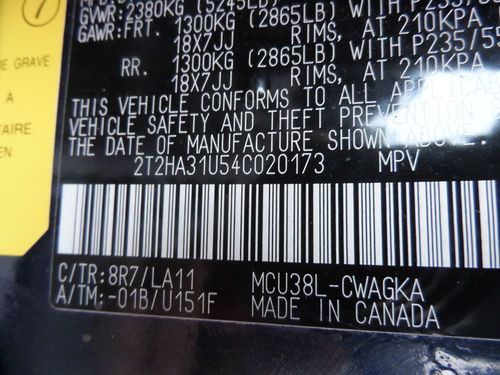 7
GVWR: 2380KG (5245LB)
GAWR: FRT. 1300KG (2865LB) WITH P235/55
18X7JJ RIMS, AT 210KPA
RR. 1300KG (2865LB) WITH P235/55
18X7JJ RIMS, AT 210KPA
THIS VEHICLE CONFORMS TO ALL APPLICABLE
VEHICLE SAFETY AND THEFT PREVENTION
THE DATE OF MANUFACTURE SHOWN ABOVE.
2T2HA31U54C020173 MPV
C/TR: 8R7/LA11 MCU38L-CWAGKA
A/TM: -01B/U151F MADE IN CANADA
E GRAVE
À
TAIRE.
EN